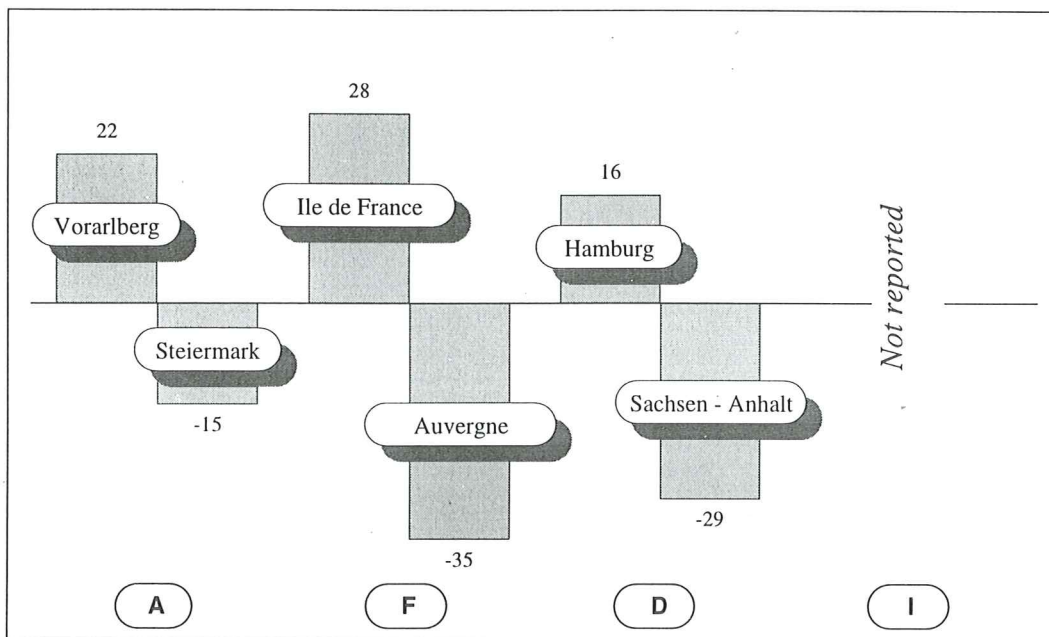 28
22
16
Ile de France
Vorarlberg
Hamburg
Not reported
Steiermark
Sachsen - Anhalt
-15
Auvergne
-29
-35
A
F
D
I